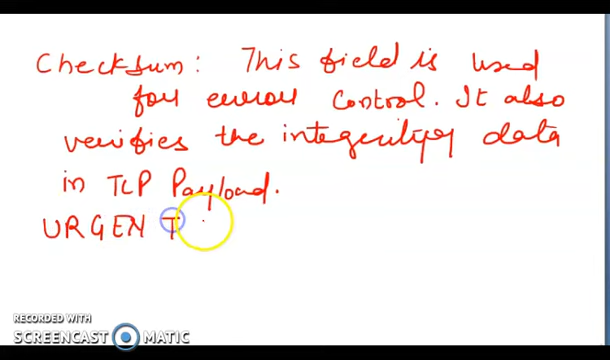 Checksum: This field is used
for error control. It also
verifies the integrity of data
in TCP Payload.
URGENT
RECORDED WITH
SCREENCAST MATIC